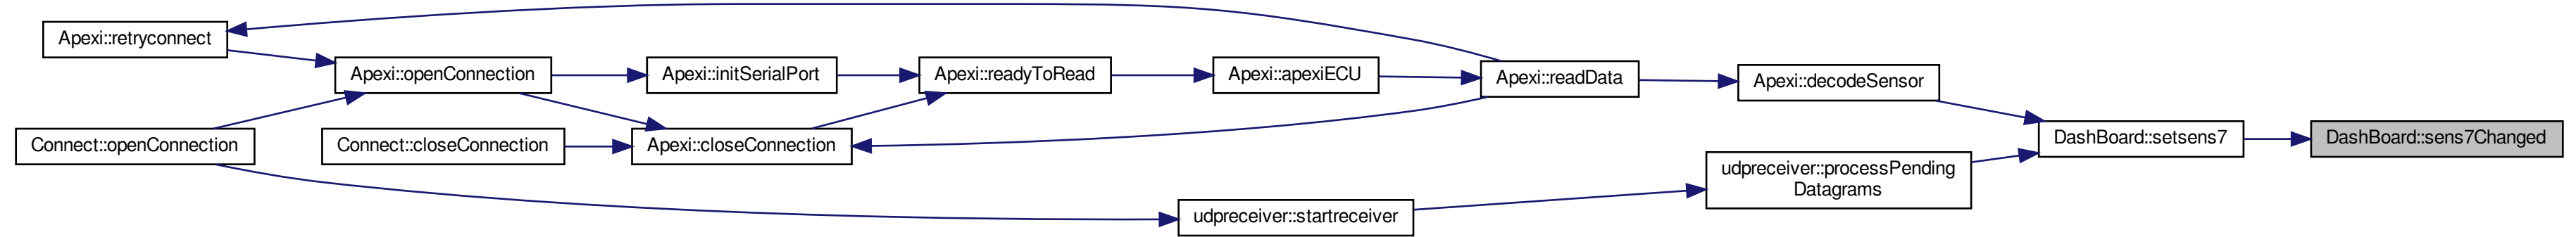 Apexi::retryconnect
Apexi::openConnection
Apexi::initSerialPort
Apexi::readyToRead
Apexi::apexiECU
Apexi::readData
Apexi::decodeSensor
Connect::openConnection
Connect::closeConnection
Apexi::closeConnection
DashBoard::setsens7
DashBoard::sens7Changed
udpreceiver::processPending
Datagrams
udpreceiver::startreceiver